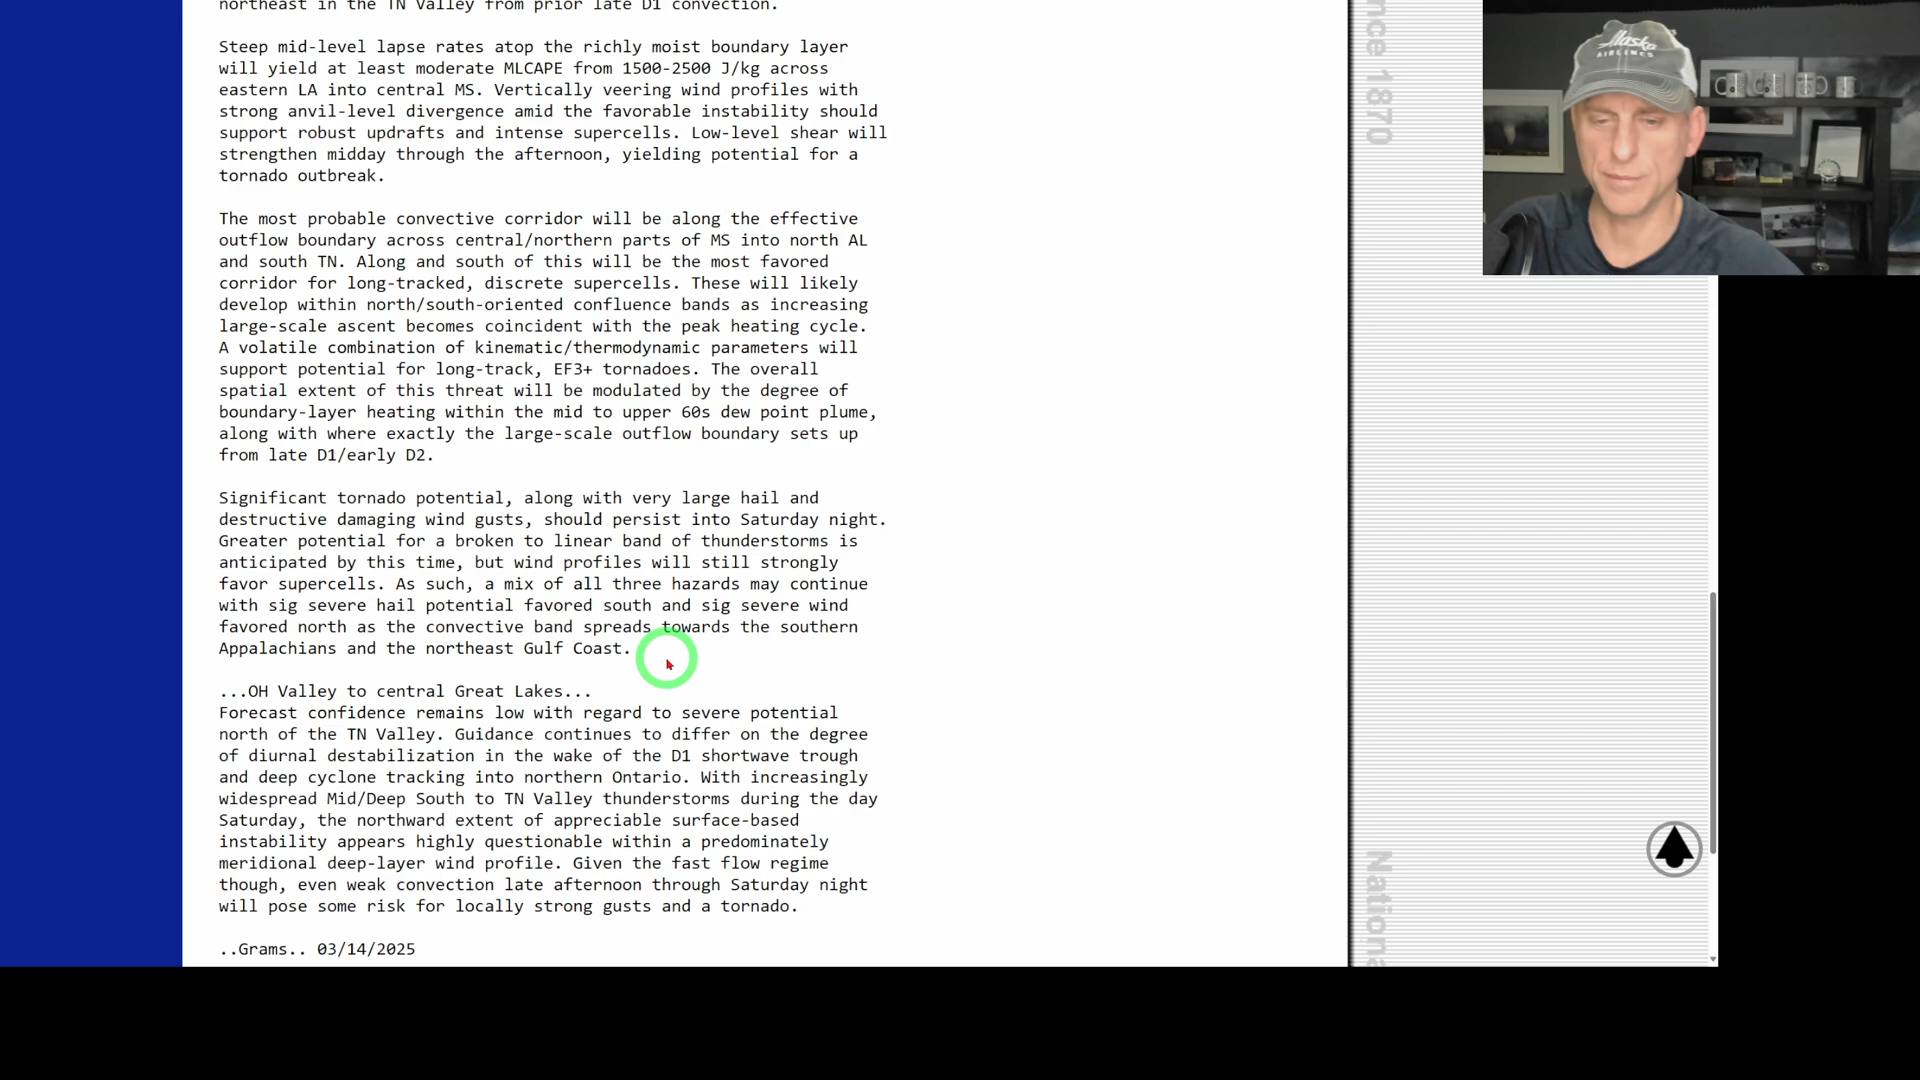 northeast in the TN Valley from prior late D1 convection.
Steep mid-level lapse rates atop the richly moist boundary layer
will yield at least moderate MLCAPE from 1500-2500 J/kg across
eastern LA into central MS. Vertically veering wind profiles with
strong anvil-level divergence amid the favorable instability should
support robust updrafts and intense supercells. Low-level shear will
strengthen midday through the afternoon, yielding potential for a
tornado outbreak.
The most probable convective corridor will be along the effective
outflow boundary across central/northern parts of MS into north AL
and south TN. Along and south of this will be the most favored
corridor for long-tracked, discrete supercells. These will likely
develop within north/south-oriented confluence bands as increasing
large-scale ascent becomes coincident with the peak heating cycle.
A volatile combination of kinematic/thermodynamic parameters will
support potential for long-track, EF3+ tornadoes. The overall
spatial extent of this threat will be modulated by the degree of
boundary-layer heating within the mid to upper 60s dew point plume,
along with where exactly the large-scale outflow boundary sets up
from late D1/early D2.
Significant tornado potential, along with very large hail and
destructive damaging wind gusts, should persist into Saturday night.
Greater potential for a broken to linear band of thunderstorms is
anticipated by this time, but wind profiles will still strongly
favor supercells. As such, a mix of all three hazards may continue
with sig severe hail potential favored south and sig severe wind
favored north as the convective band spreads towards the southern
Appalachians and the northeast Gulf Coast.
...OH Valley to central Great Lakes...
Forecast confidence remains low with regard to severe potential
north of the TN Valley. Guidance continues to differ on the degree
of diurnal destabilization in the wake of the D1 shortwave trough
and deep cyclone tracking into northern Ontario. With increasingly
widespread Mid/Deep South to TN Valley thunderstorms during the day
Saturday, the northward extent of appreciable surface-based
instability appears highly questionable within a predominately
meridional deep-layer wind profile. Given the fast flow regime
though, even weak convection late afternoon through Saturday night
will pose some risk for locally strong gusts and a tornado.
..Grams.. 03/14/2025
nce 1870
Nationa
Alaska
AIRLINES